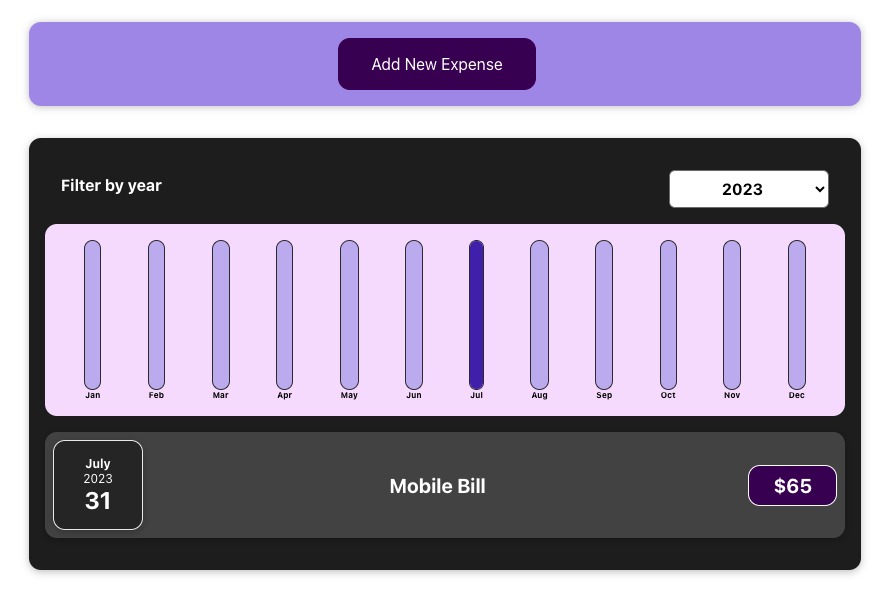 Add New Expense
Filter by year
2023
Jan Feb Mar Apr May Jun Jul Aug Sep Oct Nov Dec
July
2023
31
Mobile Bill
$65